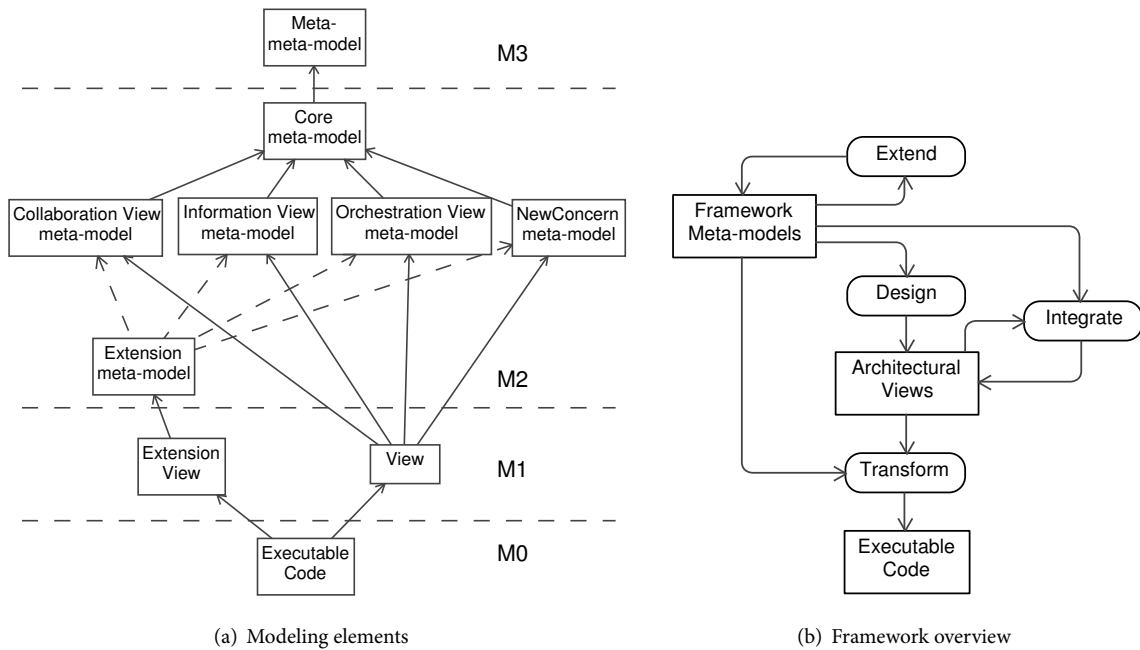 Meta-
meta-model
M3
Core
meta-model
Collaboration View
meta-model
Information View
meta-model
Orchestration View
meta-model
NewConcern
meta-model
Extension
meta-model
M2
Extension
View
View
M1
Executable
Code
M0
(a) Modeling elements
Extend
Framework
Meta-models
Design
Integrate
Architectural
Views
Transform
Executable
Code
(b) Framework overview